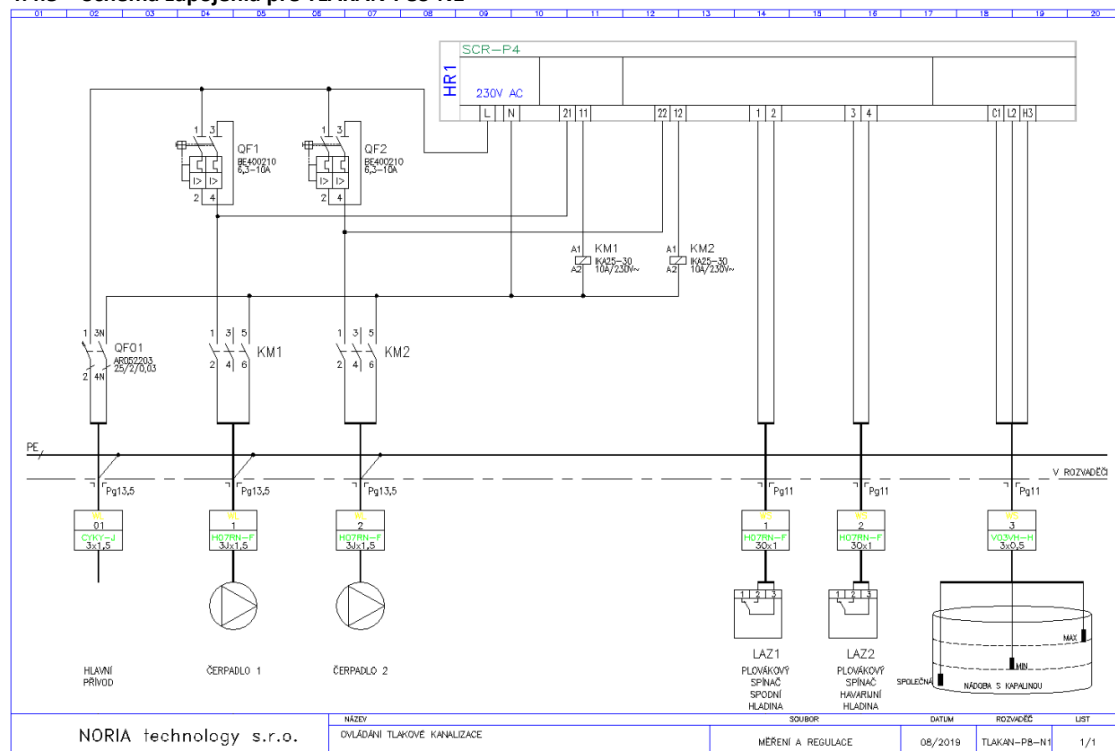 01 02 03 04 05 06 07 08 09 10 11 12 13 14 15 16 17 18 19 20
SCR-P4
HR1
230V AC
L N 21 11 22 12 1 2 3 4 C1 L2 H3
1 3
QF1
BE400210
6,3-10A
I> I>
2 4
1 3
QF2
BE400210
6,3-10A
I> I>
2 4
A1 KM1
IKA25-30
A2 10A/230V~
A1 KM2
IKA25-30
A2 10A/230V~
1 3N
QF01
AR052203
25/2/0,03
2 4N
1 3 5
KM1
2 4 6
1 3 5
KM2
2 4 6
PE
V ROZVADĚČI
Pg13,5 Pg13,5 Pg13,5 Pg11 Pg11 Pg11
WL
01
CYKY-J
3x1,5
WL
1
H07RN-F
3Jx1,5
WL
2
H07RN-F
3Jx1,5
WS
1
H07RN-F
3Ox1
WS
2
H07RN-F
3Ox1
WS
3
V03VH-H
3x0,5
1 2 3
1 2 3
HLAVNÍ
PŘÍVOD
ČERPADLO 1
ČERPADLO 2
LAZ1
PLOVÁKOVÝ
SPÍNAČ
SPODNÍ
HLADINA
LAZ2
PLOVÁKOVÝ
SPÍNAČ
HAVARIJNÍ
HLADINA
MAX
MIN
SPOLEČNÁ
NÁDOBA S KAPALINOU
NORIA technology s.r.o.
NÁZEV
OVLÁDÁNÍ TLAKOVÉ KANALIZACE
SOUBOR
MĚŘENÍ A REGULACE
DATUM
08/2019
ROZVADĚČ
TLAKAN-P8-N1
LIST
1/1